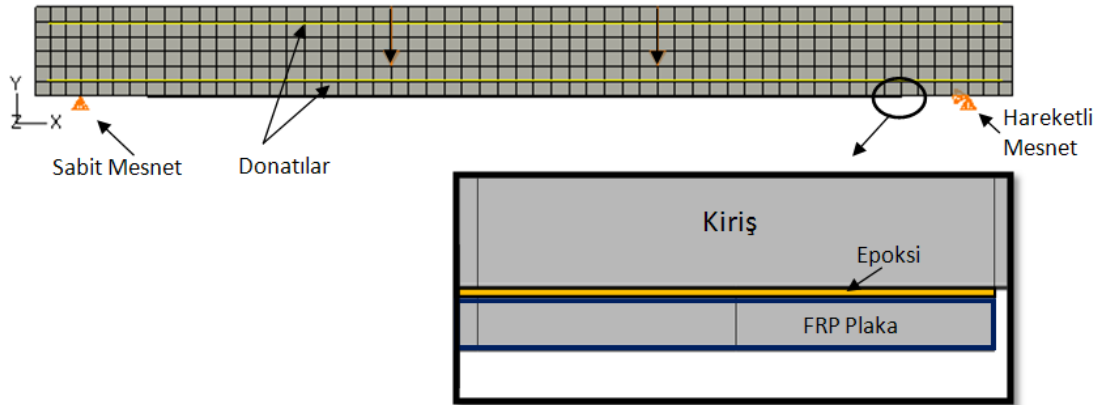 Y
Z
X
Sabit Mesnet
Donatılar
Hareketli
Mesnet
Kiriş
Epoksi
FRP Plaka